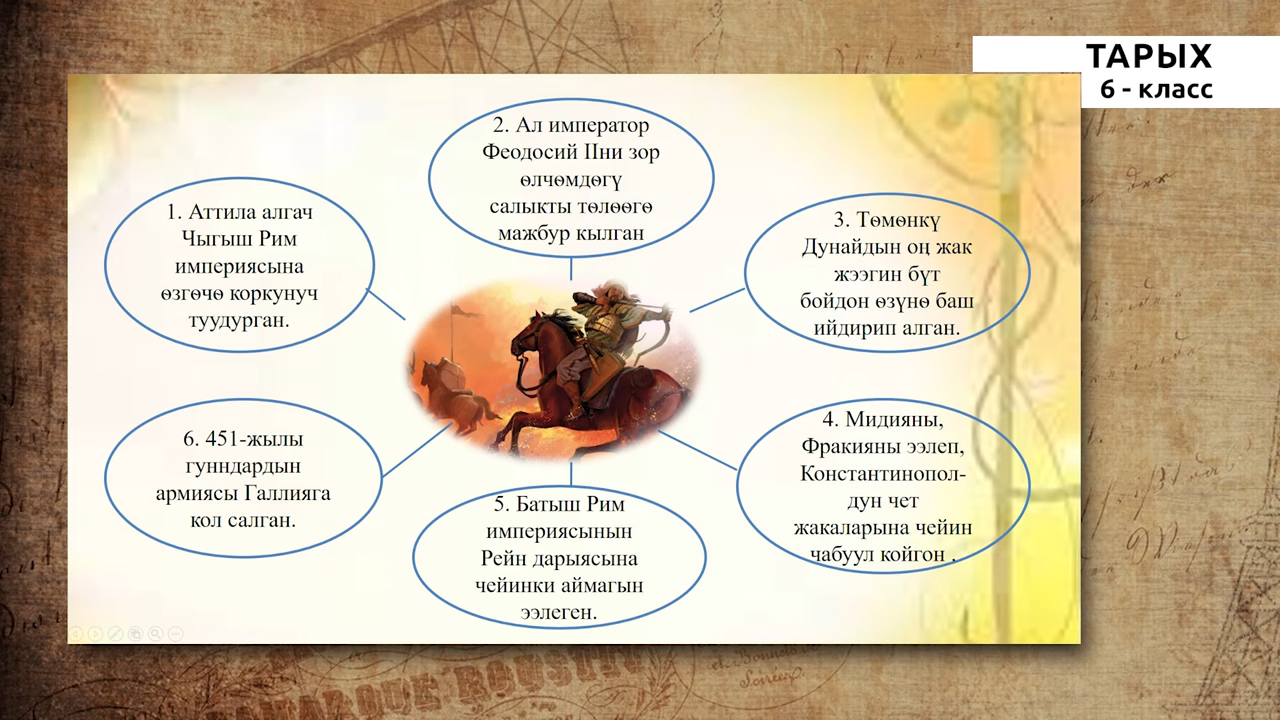 ТАРЫХ
6 - класс
1. Аттила алгач
Чыгыш Рим
империясына
өзгөчө коркунуч
туудурган.
2. Ал император
Феодосий IIни зор
өлчөмдөгү
салыкты төлөөгө
мажбур кылган
3. Төмөнкү
Дунайдын оң жак
жээгин бүт
бойдон өзүнө баш
ийдирип алган.
4. Мидияны,
Фракияны ээлеп,
Константинопол-
дун чет
жакаларына чейин
чабуул койгон .
5. Батыш Рим
империясынын
Рейн дарыясына
чейинки аймагын
ээлеген.
6. 451-жылы
гунндардын
армиясы Галлияга
кол салган.